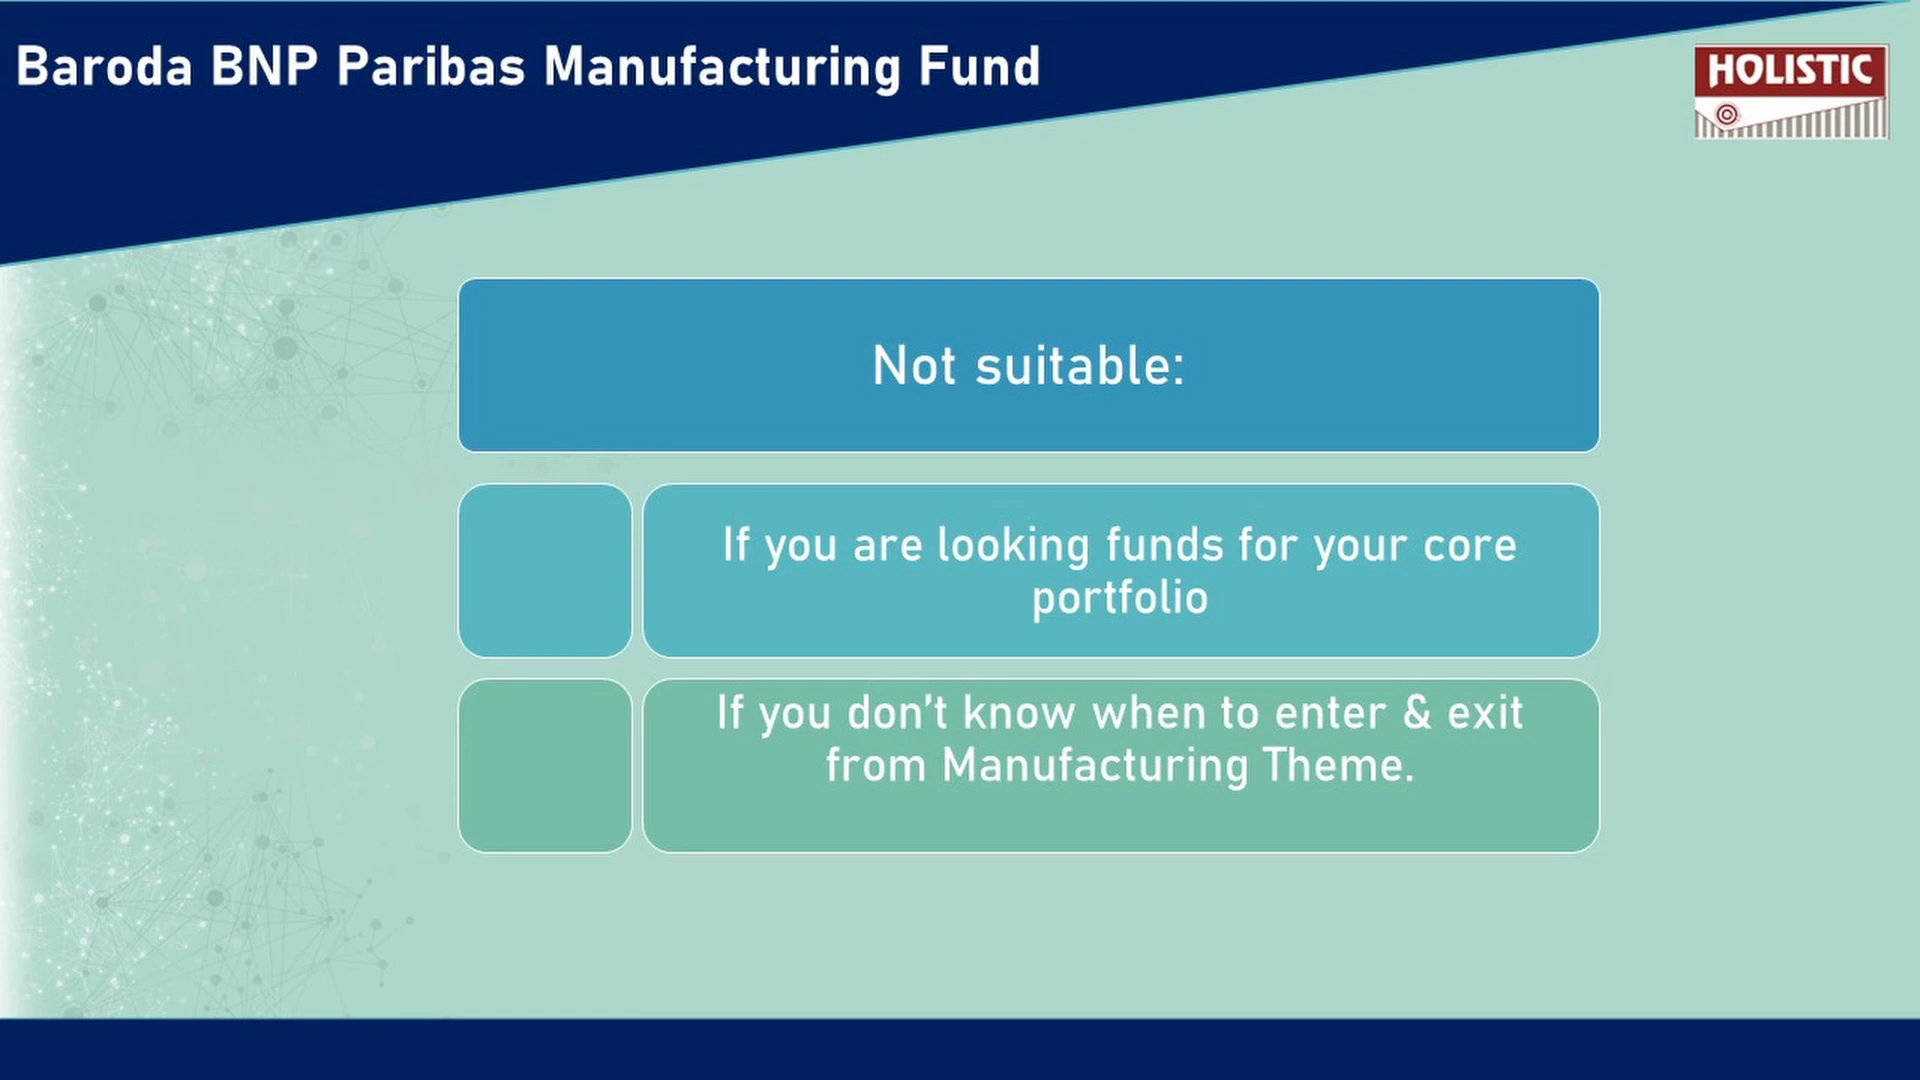 Baroda BNP Paribas Manufacturing Fund
HOLISTIC
Not suitable:
If you are looking funds for your core
portfolio
If you don’t know when to enter & exit
from Manufacturing Theme.